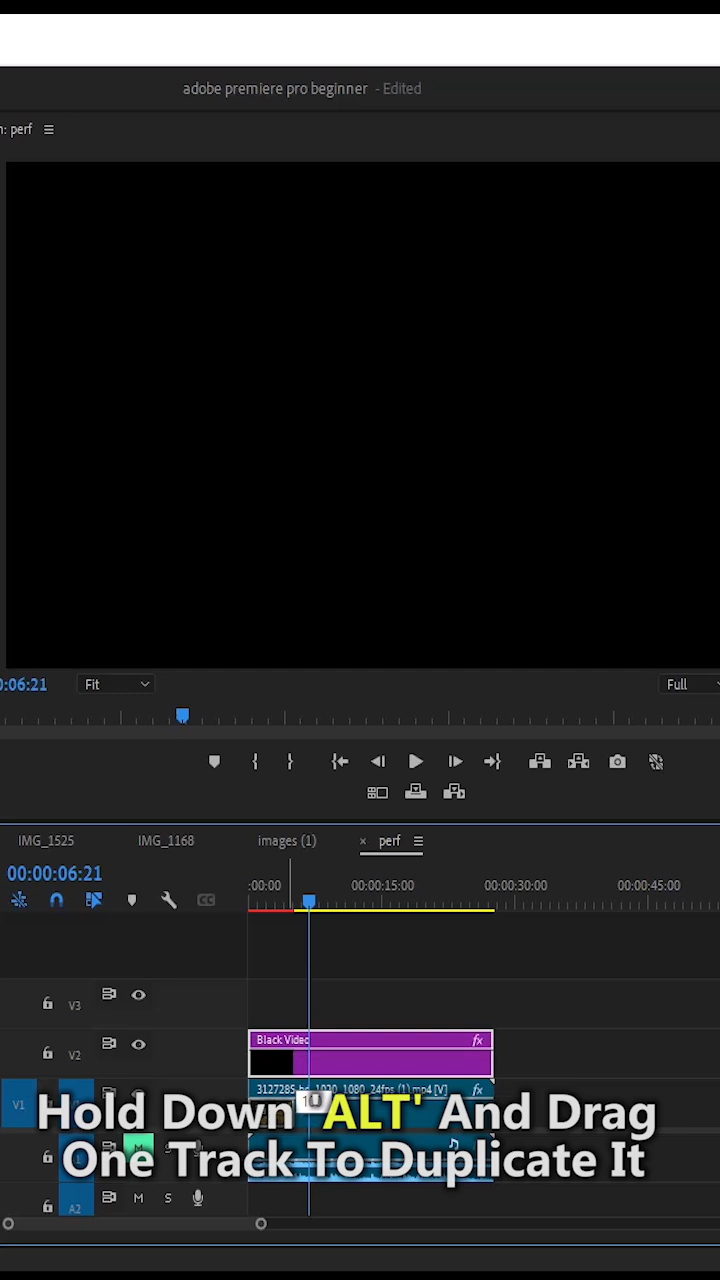 adobe premiere pro beginner - Edited
: perf
:06:21
Fit
Full
IMG_1525
IMG_1168
images (1)
× perf
00:00:06:21
:00:00
00:00:15:00
00:00:30:00
00:00:45:00
V3
V2
Black Video
fx
V1
fx
Hold Down 'ALT' And Drag
One Track To Duplicate It
M
A2
M
S